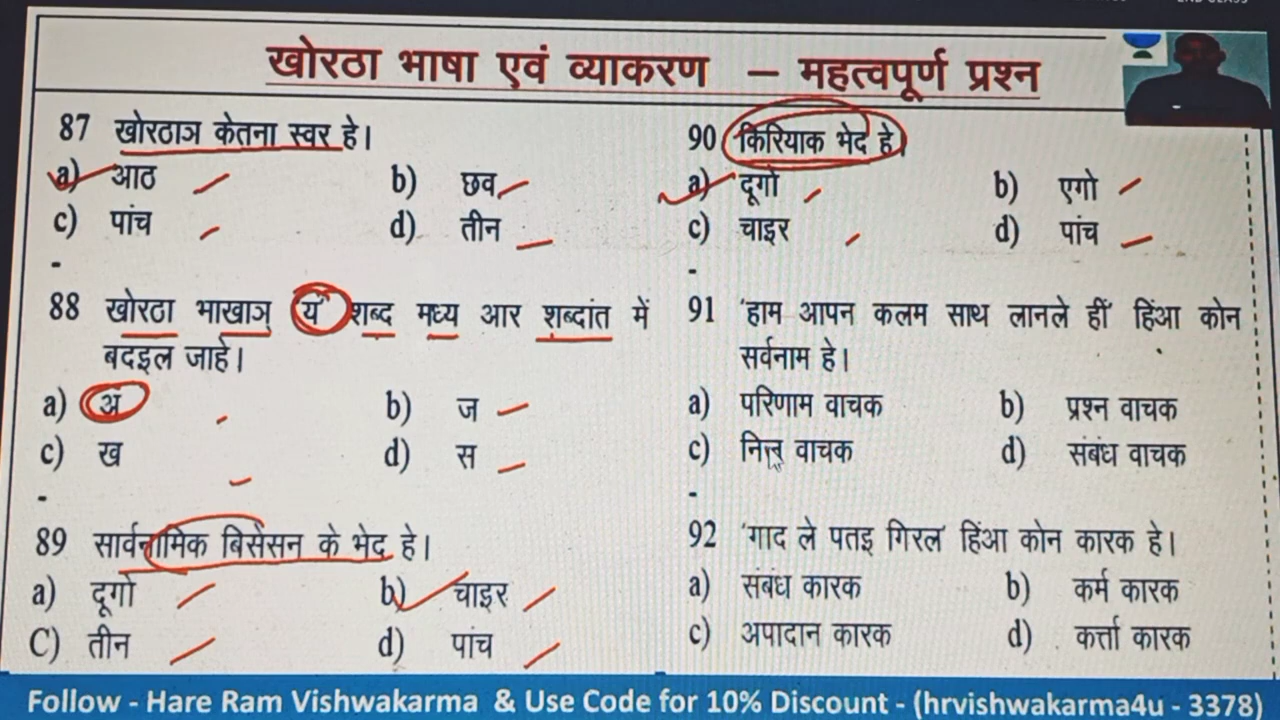 खोरठा भाषा एवं व्याकरण – महत्वपूर्ण प्रश्न
87 खोरठाञ केतना स्वर हे।
a) आठ b) छव
c) पांच d) तीन
-
88 खोरठा भाखाञ् 'य' शब्द मध्य आर शब्दांत में
बदइल जाहे।
a) अ b) ज
c) ख d) स
-
89 सार्वनामिक बिसेसन के भेद हे।
a) दूगो b) चाइर
C) तीन d) पांच
90 किरियाक भेद हे।
a) दूगो b) एगो
c) चाइर d) पांच
-
91 'हाम आपन कलम साथ लानले हीं' हिंआ कोन
सर्वनाम हे।
a) परिणाम वाचक b) प्रश्न वाचक
c) नित्त वाचक d) संबंध वाचक
-
92 'गाद ले पतइ गिरल' हिंआ कोन कारक हे।
a) सबंध कारक b) कर्म कारक
c) अपादान कारक d) कर्त्ता कारक
Follow - Hare Ram Vishwakarma & Use Code for 10% Discount - (hrvishwakarma4u - 3378)